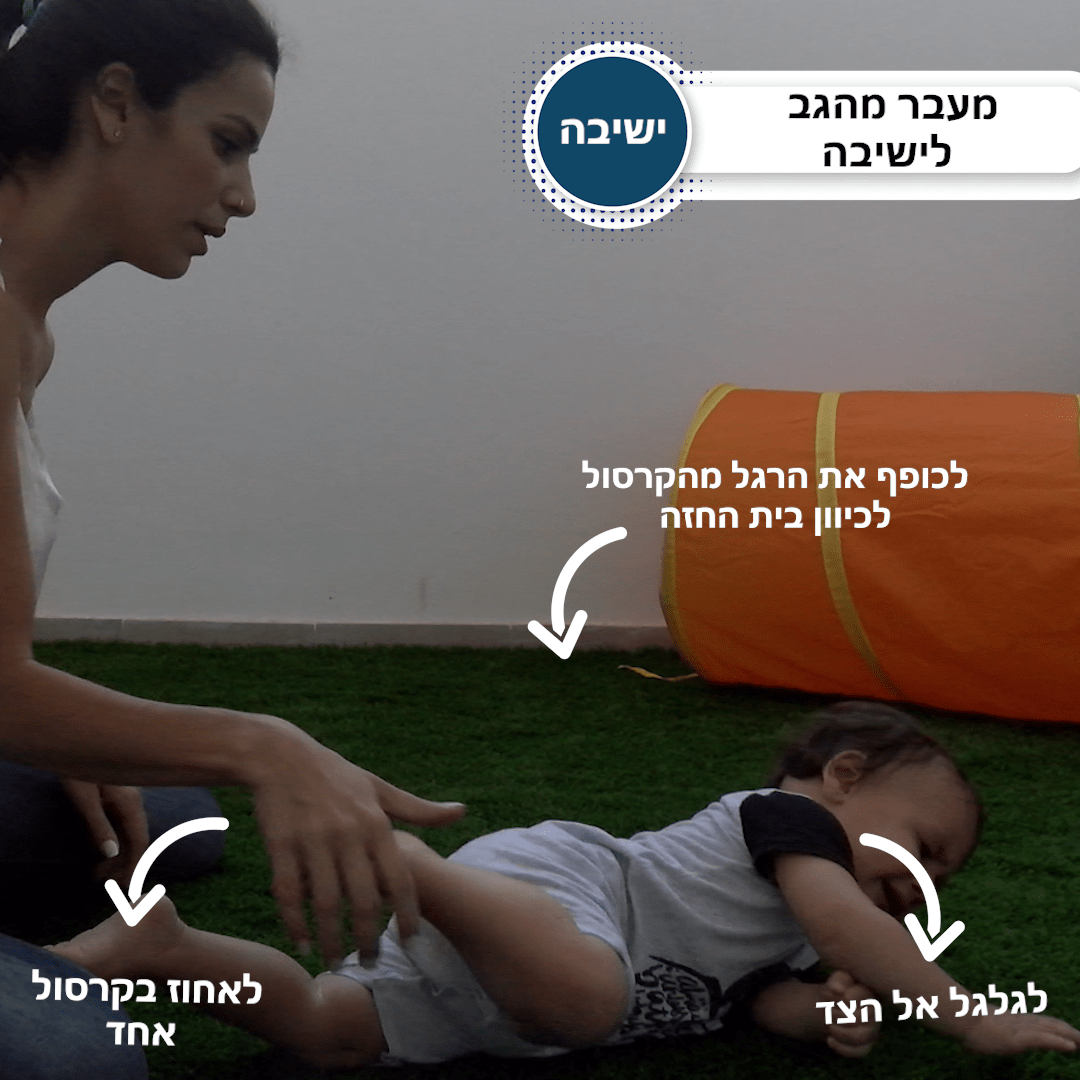 מעבר מהגב
לישיבה
ישיבה
לכופף את הרגל מהקרסול
לכיוון בית החזה
לאחוז בקרסול
אחד
לגלגל אל הצד